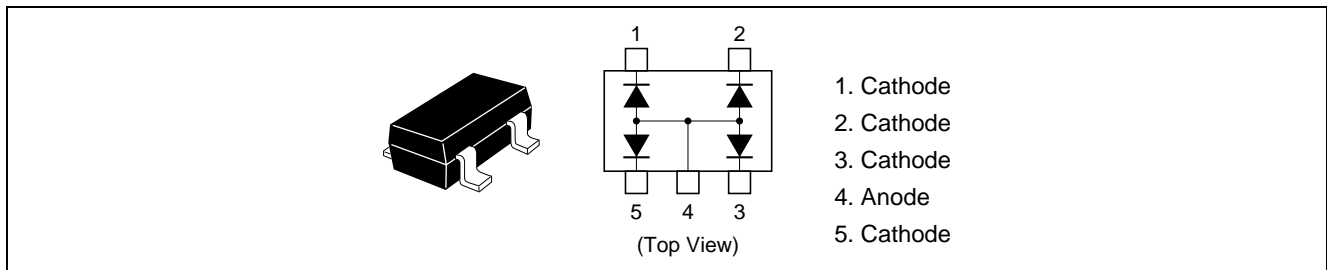 1 2
5 4 3
(Top View)
1. Cathode
2. Cathode
3. Cathode
4. Anode
5. Cathode